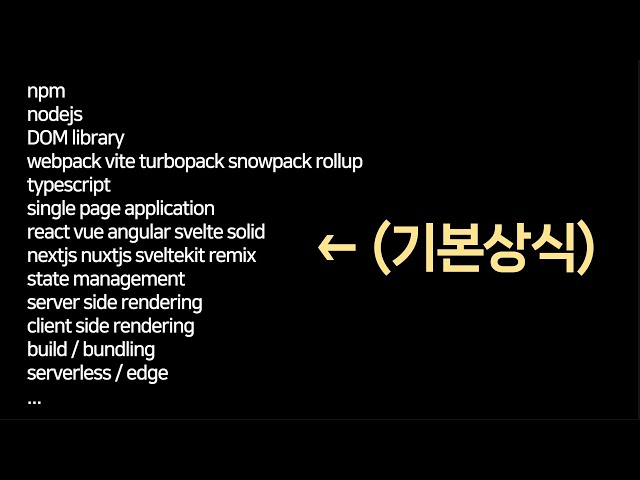 npm
nodejs
DOM library
webpack vite turbopack snowpack rollup
typescript
single page application
react vue angular svelte solid
nextjs nuxtjs sveltekit remix
state management
server side rendering
client side rendering
build / bundling
serverless / edge
...
← (기본상식)